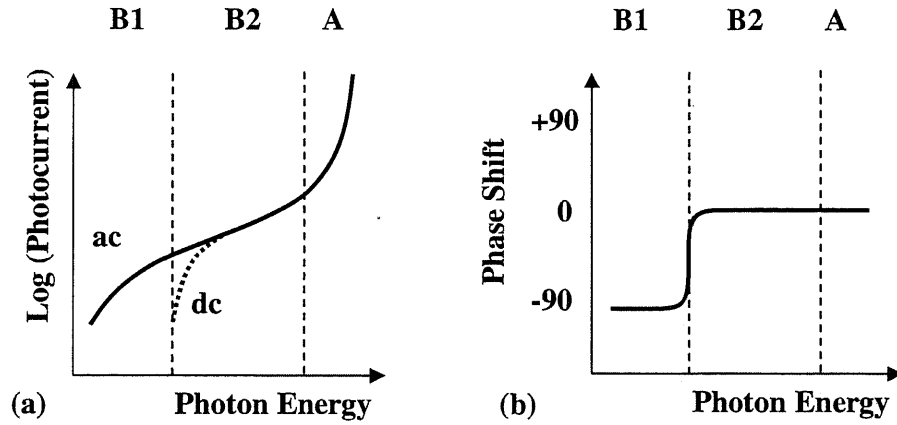 B1 B2 A
Log (Photocurrent)
ac
dc
(a) Photon Energy
B1 B2 A
Phase Shift
+90
0
-90
(b) Photon Energy